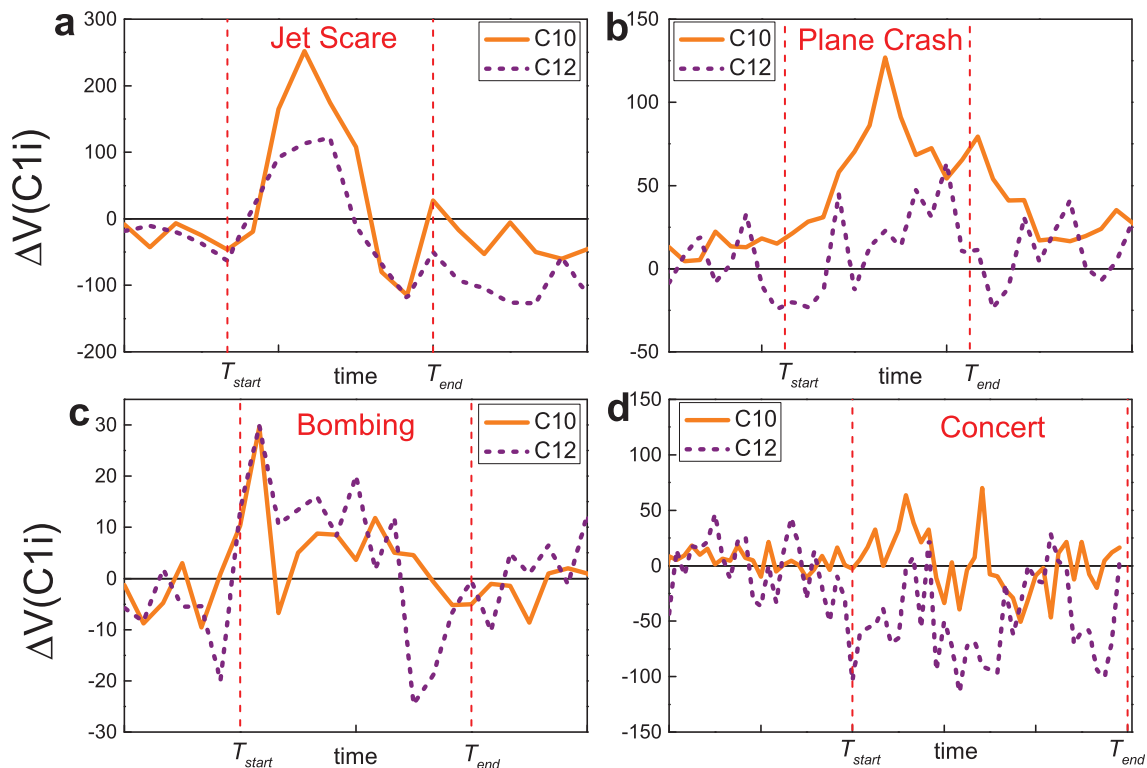 a
Jet Scare
C10
C12
300
200
100
0
-100
-200
ΔV(C1i)
T_start
time
T_end
b
Plane Crash
C10
C12
150
100
50
0
-50
T_start
time
T_end
c
Bombing
C10
C12
30
20
10
0
-10
-20
-30
ΔV(C1i)
T_start
time
T_end
d
Concert
C10
C12
150
100
50
0
-50
-100
-150
T_start
time
T_end